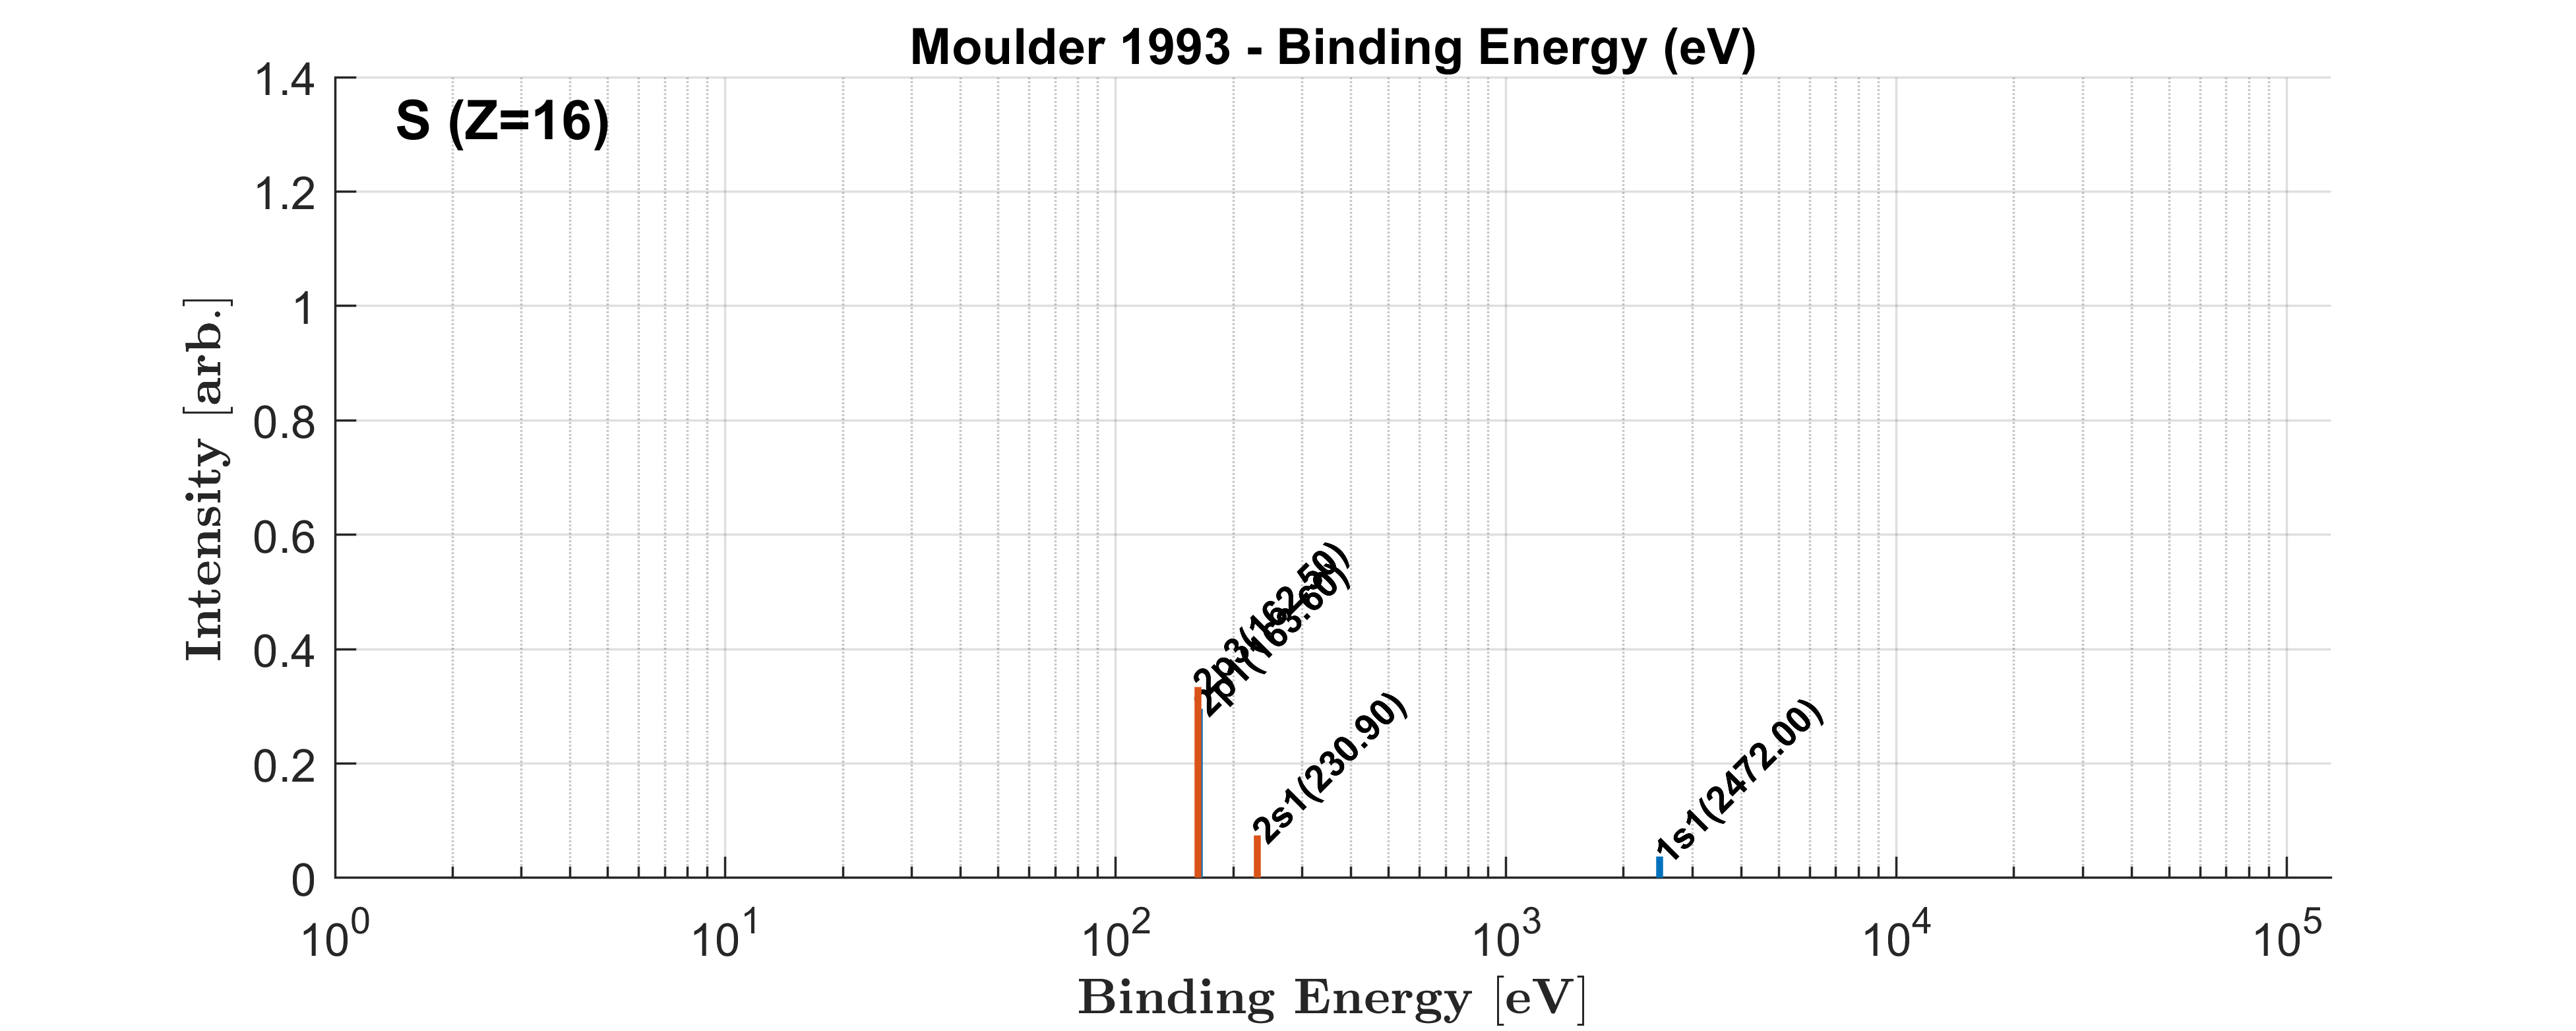 Moulder 1993 - Binding Energy (eV)
S (Z=16)
Intensity [arb.]
1.4
1.2
1
0.8
0.6
0.4
0.2
0
2p3(162.50)
2p1(163.60)
2s1(230.90)
1s1(2472.00)
10^0
10^1
10^2
10^3
10^4
10^5
Binding Energy [eV]